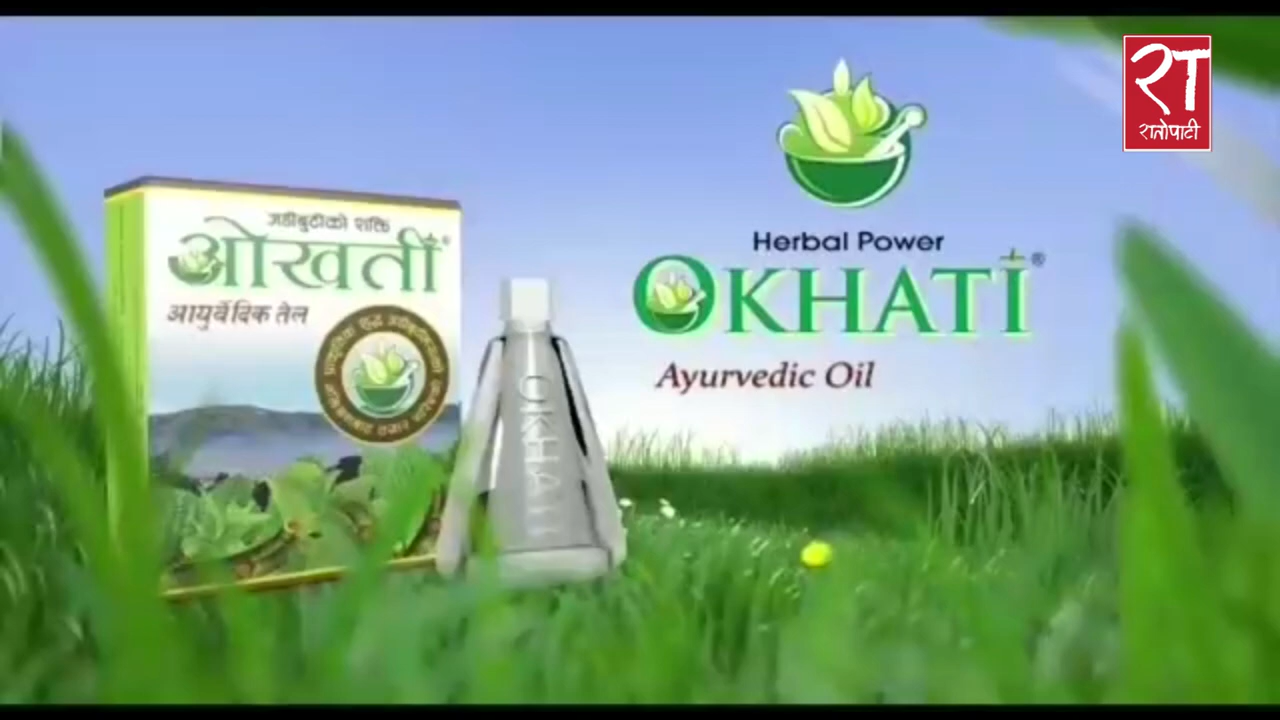 रा
रातोपाटी
जडीबुटीको शक्ति
ओखती®
आयुर्वेदिक तेल
OKHATI
Herbal Power
OKHATI®
Ayurvedic Oil